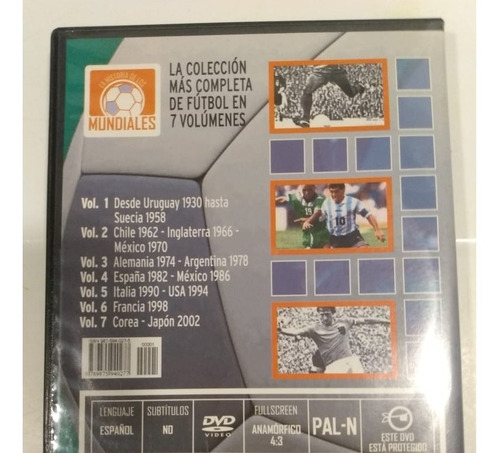 LA HISTORIA DE LOS
MUNDIALES
LA COLECCIÓN
MÁS COMPLETA
DE FÚTBOL EN
7 VOLÚMENES
Vol. 1 Desde Uruguay 1930 hasta
Suecia 1958
Vol. 2 Chile 1962 - Inglaterra 1966 -
México 1970
Vol. 3 Alemania 1974 - Argentina 1978
Vol. 4 España 1982 - México 1986
Vol. 5 Italia 1990 - USA 1994
Vol. 6 Francia 1998
Vol. 7 Corea - Japón 2002
10
00001
LENGUAJE
ESPAÑOL
SUBTÍTULOS
NO
DVD
VIDEO
FULLSCREEN
ANAMÓRFICO
4:3
PAL-N
ESTE DVD
ESTÁ PROTEGIDO